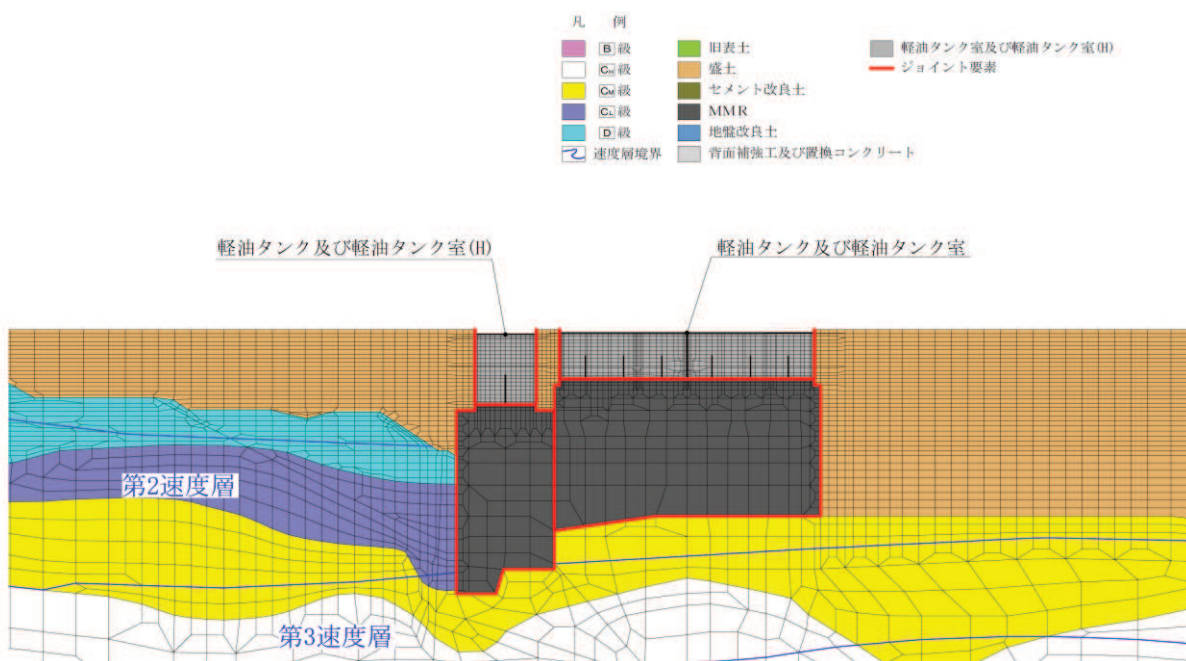 凡 例
B 級
CH 級
CM 級
CL 級
D 級
速度層境界
旧表土
盛土
セメント改良土
MMR
地盤改良土
背面補強工及び置換コンクリート
軽油タンク室及び軽油タンク室(H)
ジョイント要素
軽油タンク及び軽油タンク室(H)
軽油タンク及び軽油タンク室
第2速度層
第3速度層